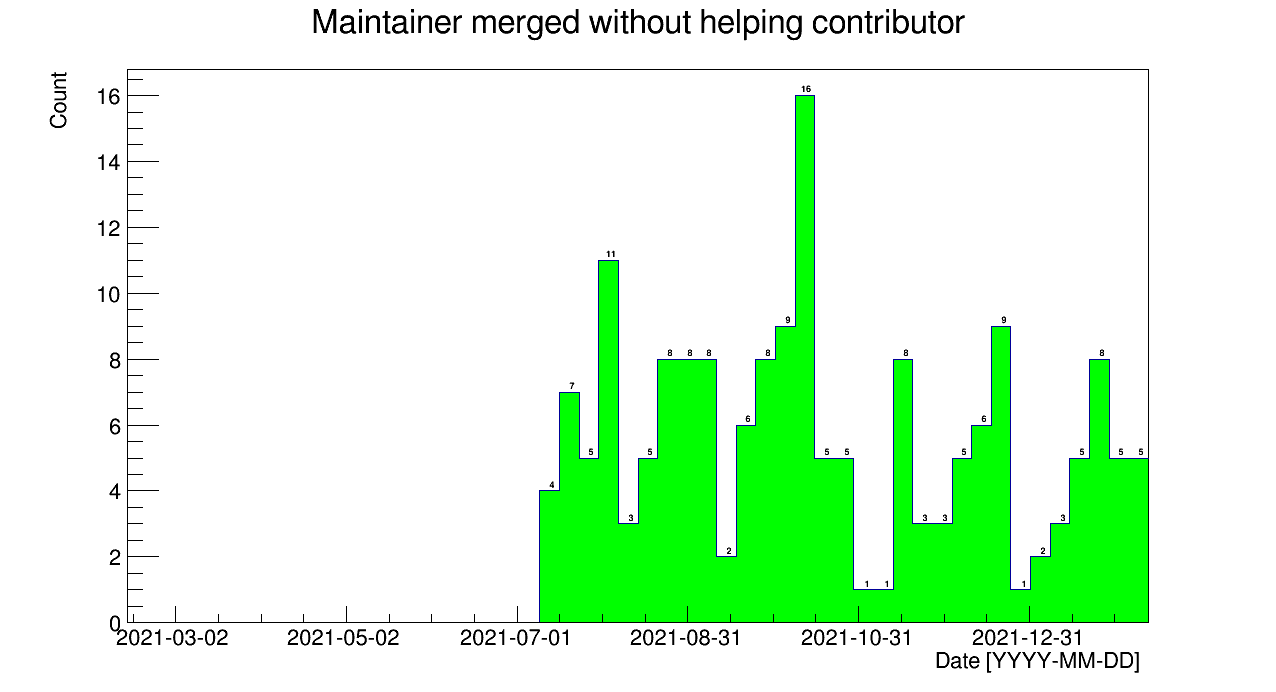 Maintainer merged without helping contributor
Count
16
14
12
10
8
6
4
2
0
4 7 5 11 3 5 8 8 8 2 6 8 9 16 5 5 1 1 8 3 3 5 6 9 1 2 3 5 8 5 5
2021-03-02 2021-05-02 2021-07-01 2021-08-31 2021-10-31 2021-12-31
Date [YYYY-MM-DD]